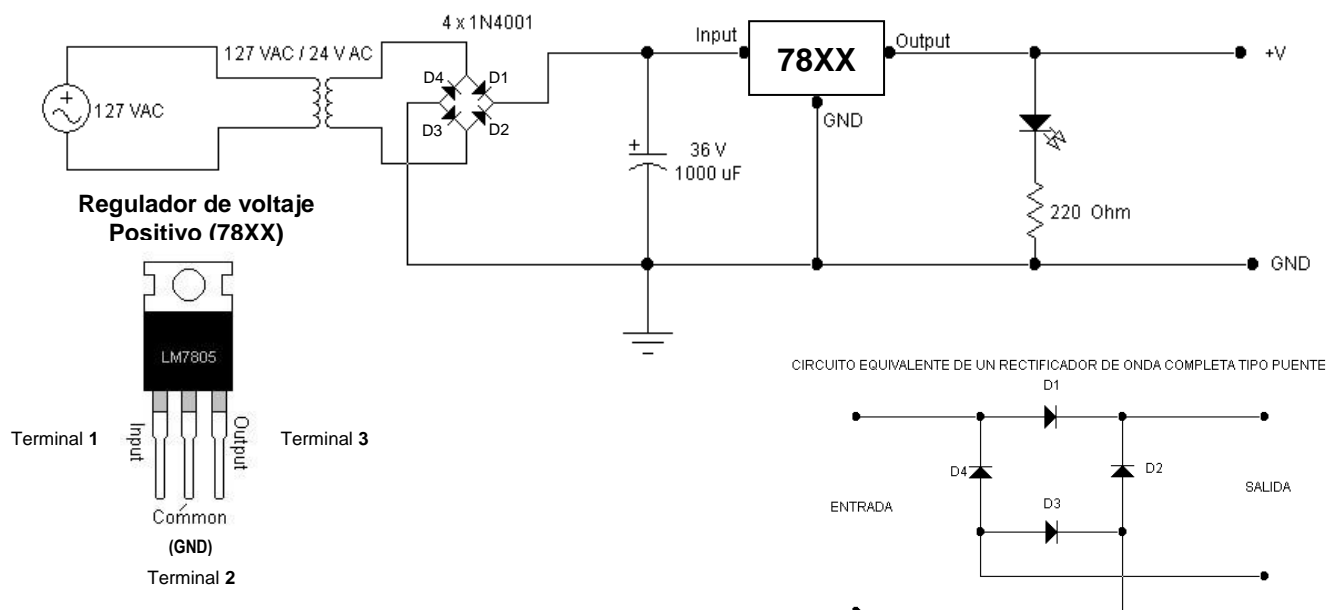 4 x 1N4001
127 VAC / 24 V AC
Input
78XX
Output
+V
D4
D1
127 VAC
D3
D2
GND
+
36 V
1000 uF
220 Ohm
GND
Regulador de voltaje
Positivo (78XX)
LM7805
Terminal 1
Input
Output
Terminal 3
Common
(GND)
Terminal 2
CIRCUITO EQUIVALENTE DE UN RECTIFICADOR DE ONDA COMPLETA TIPO PUENTE
D1
D4
D2
SALIDA
ENTRADA
D3